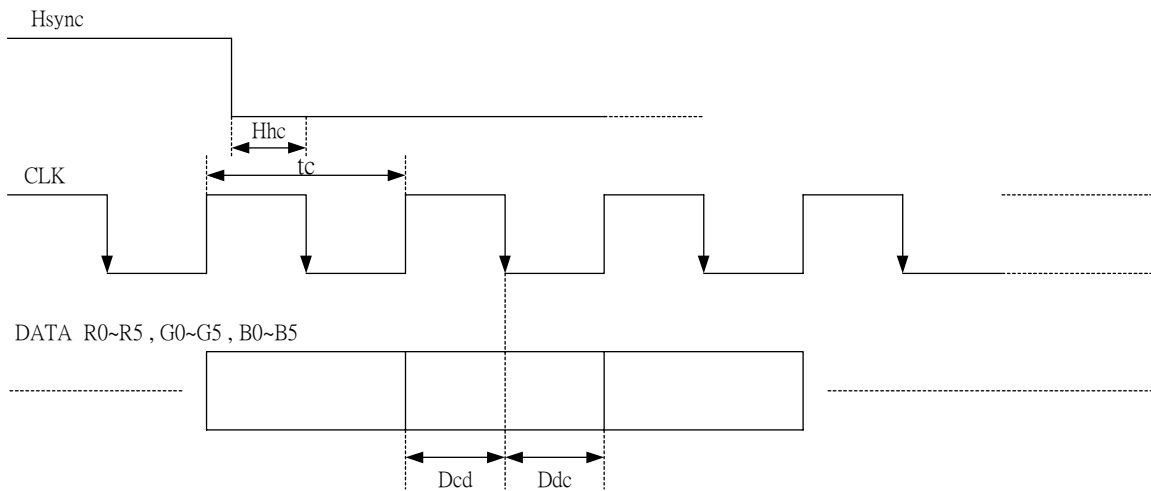 Hsync
Hhc
tc
CLK
DATA R0~R5 , G0~G5 , B0~B5
Dcd Ddc